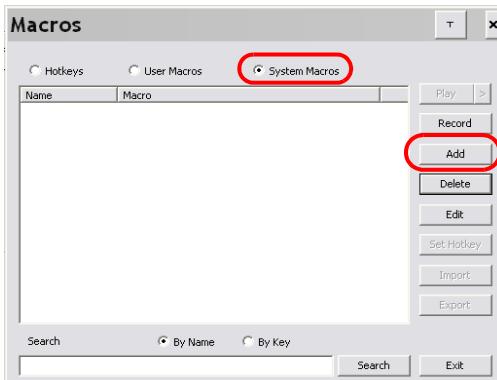 Macros
T
×
Hotkeys
User Macros
System Macros
Name
Macro
Play
>
Record
Add
Delete
Edit
Set Hotkey
Import
Export
Search
By Name
By Key
Search
Exit